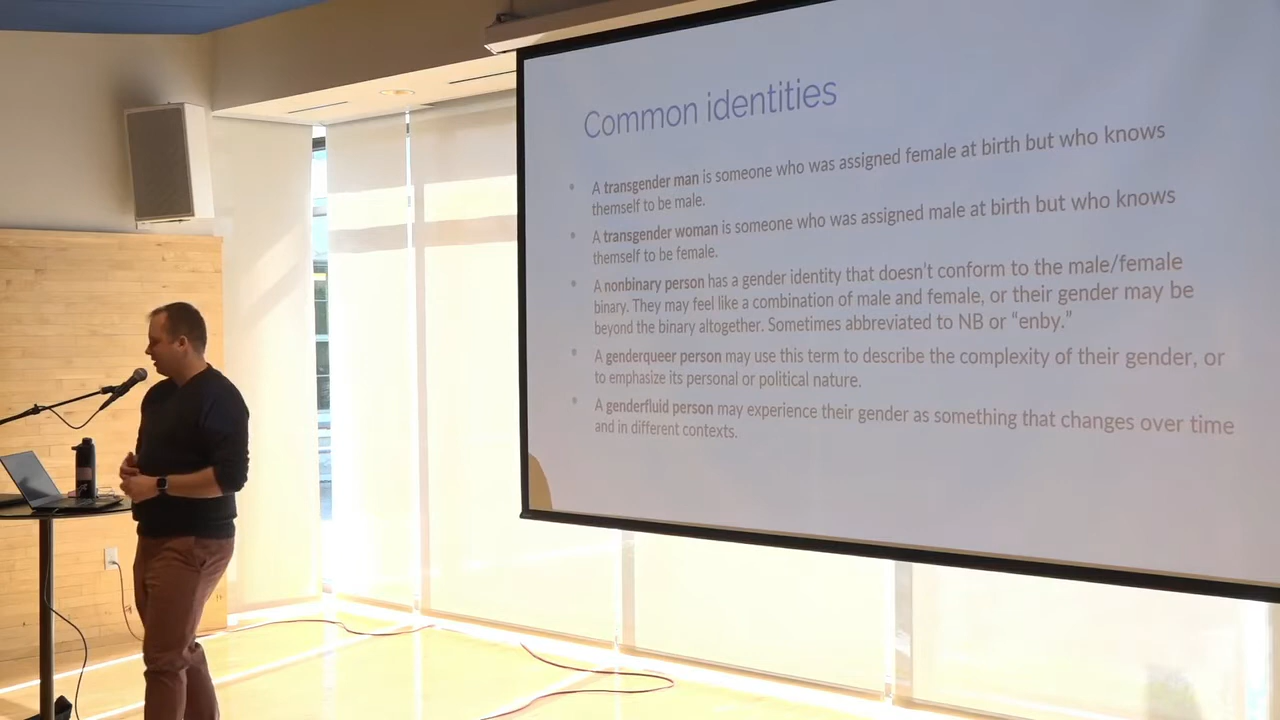 Common identities
• A transgender man is someone who was assigned female at birth but who knows
themself to be male.
• A transgender woman is someone who was assigned male at birth but who knows
themself to be female.
• A nonbinary person has a gender identity that doesn't conform to the male/female
binary. They may feel like a combination of male and female, or their gender may be
beyond the binary altogether. Sometimes abbreviated to NB or “enby.”
• A genderqueer person may use this term to describe the complexity of their gender, or
to emphasize its personal or political nature.
• A genderfluid person may experience their gender as something that changes over time
and in different contexts.